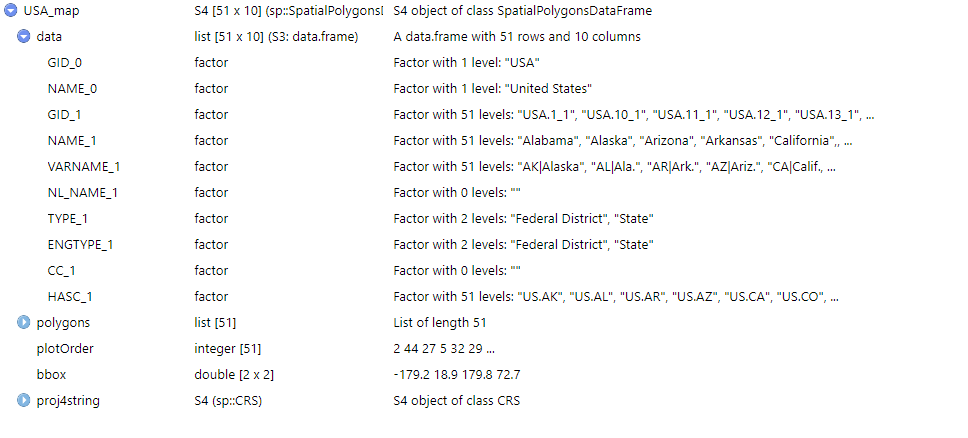 USA_map S4 [51 x 10] (sp::SpatialPolygonsI S4 object of class SpatialPolygonsDataFrame
data list [51 x 10] (S3: data.frame) A data.frame with 51 rows and 10 columns
GID_0 factor Factor with 1 level: "USA"
NAME_0 factor Factor with 1 level: "United States"
GID_1 factor Factor with 51 levels: "USA.1_1", "USA.10_1", "USA.11_1", "USA.12_1", "USA.13_1", ...
NAME_1 factor Factor with 51 levels: "Alabama", "Alaska", "Arizona", "Arkansas", "California",, ...
VARNAME_1 factor Factor with 51 levels: "AK|Alaska", "AL|Ala.", "AR|Ark.", "AZ|Ariz.", "CA|Calif., ...
NL_NAME_1 factor Factor with 0 levels: ""
TYPE_1 factor Factor with 2 levels: "Federal District", "State"
ENGTYPE_1 factor Factor with 2 levels: "Federal District", "State"
CC_1 factor Factor with 0 levels: ""
HASC_1 factor Factor with 51 levels: "US.AK", "US.AL", "US.AR", "US.AZ", "US.CA", "US.CO", ...
polygons list [51] List of length 51
plotOrder integer [51] 2 44 27 5 32 29 ...
bbox double [2 x 2] -179.2 18.9 179.8 72.7
proj4string S4 (sp::CRS) S4 object of class CRS